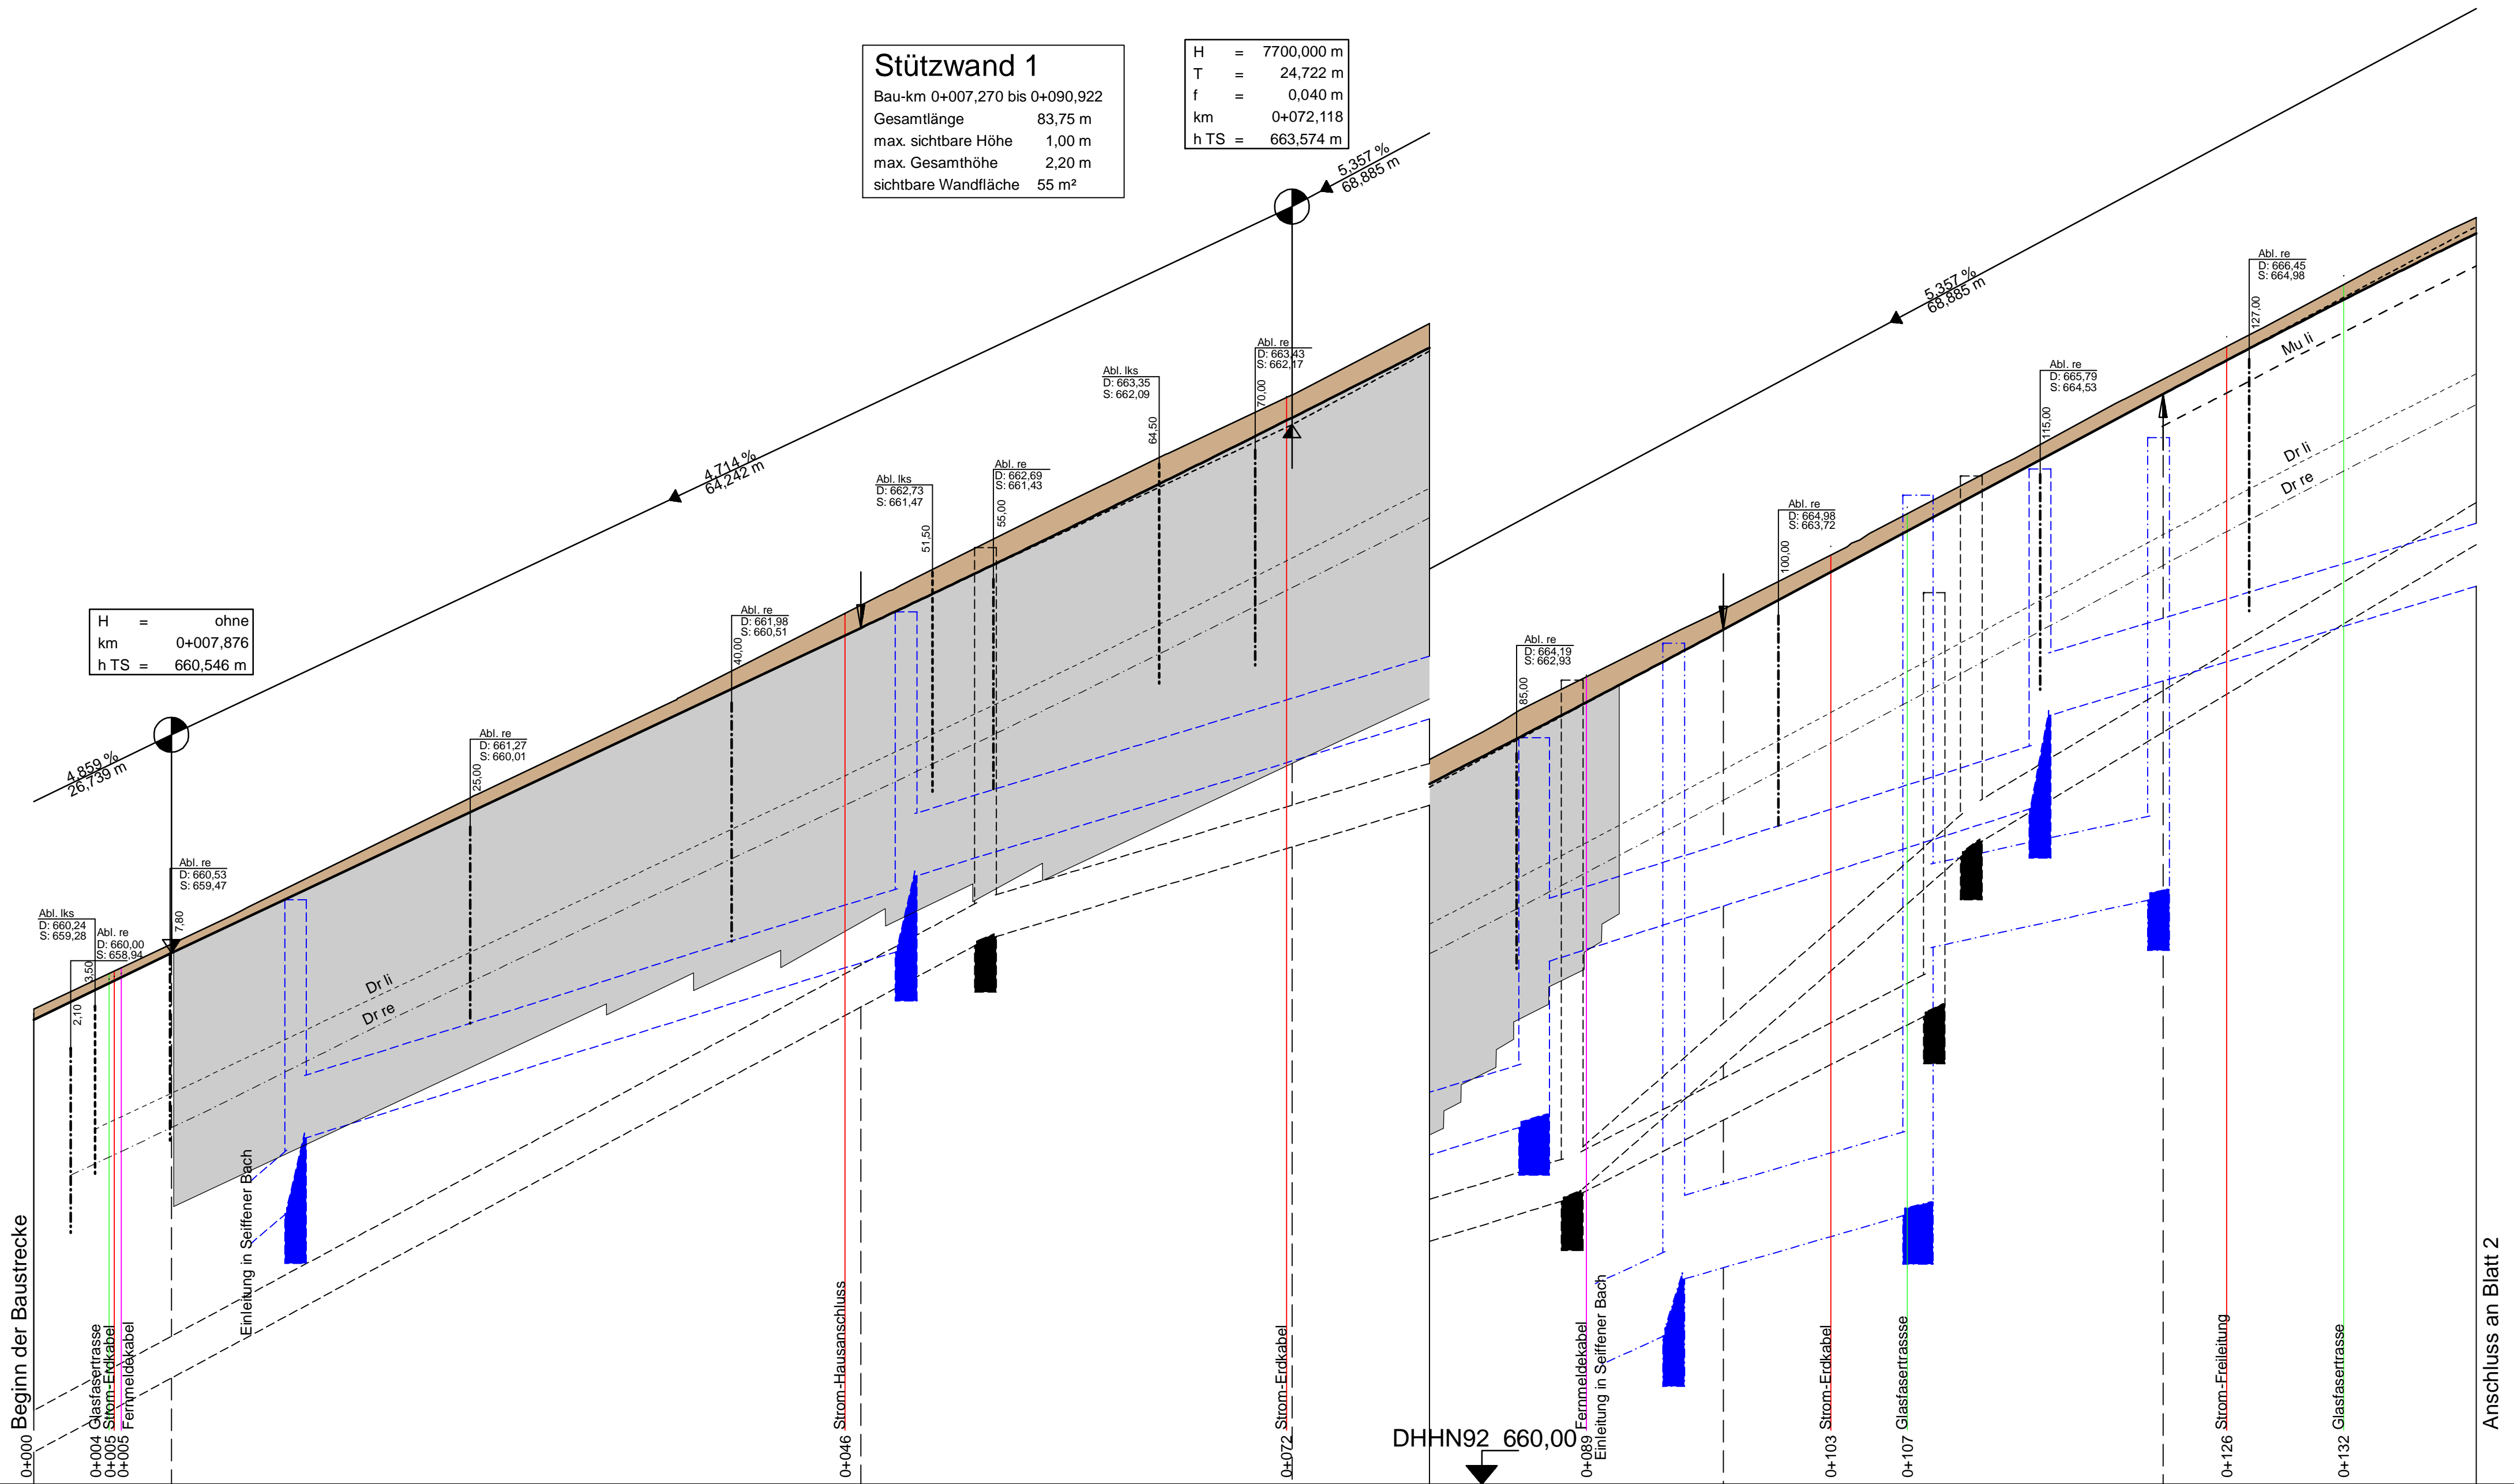 Stützwand 1
Bau-km 0+007,270 bis 0+090,922
Gesamtlänge 83,75 m
max. sichtbare Höhe 1,00 m
max. Gesamthöhe 2,20 m
sichtbare Wandfläche 55 m²
H = 7700,000 m
T = 24,722 m
f = 0,040 m
km 0+072,118
h TS = 663,574 m
5,357 %
68,885 m
5,357 %
68,885 m
4,714 %
64,242 m
H = ohne
km 0+007,876
h TS = 660,546 m
4,859 %
26,739 m
Abl. lks
D: 660,24
S: 659,28
3,50
Abl. re
D: 660,00
S: 658,94
2,10
Abl. re
D: 660,53
S: 659,47
7,80
Abl. re
D: 661,27
S: 660,01
25,00
Abl. re
D: 661,98
S: 660,51
40,00
Abl. lks
D: 662,73
S: 661,47
51,50
Abl. re
D: 662,69
S: 661,43
55,00
Abl. lks
D: 663,35
S: 662,09
64,50
Abl. re
D: 663,43
S: 662,17
70,00
Abl. re
D: 664,19
S: 662,93
85,00
Abl. re
D: 664,98
S: 663,72
100,00
Abl. re
D: 665,79
S: 664,53
115,00
Abl. re
D: 666,45
S: 664,98
127,00
Mu li
Dr li
Dr re
Dr li
Dr re
0+000 Beginn der Baustrecke
0+004 Glasfasertrasse
0+005 Strom-Erdkabel
0+005 Fernmeldekabel
Einleitung in Seiffener Bach
0+046 Strom-Hausanschluss
0+072 Strom-Erdkabel
DHHN92 660,00
0+089 Fernmeldekabel
Einleitung in Seiffener Bach
0+103 Strom-Erdkabel
0+107 Glasfasertrassse
0+126 Strom-Freileitung
0+132 Glasfasertrasse
Anschluss an Blatt 2